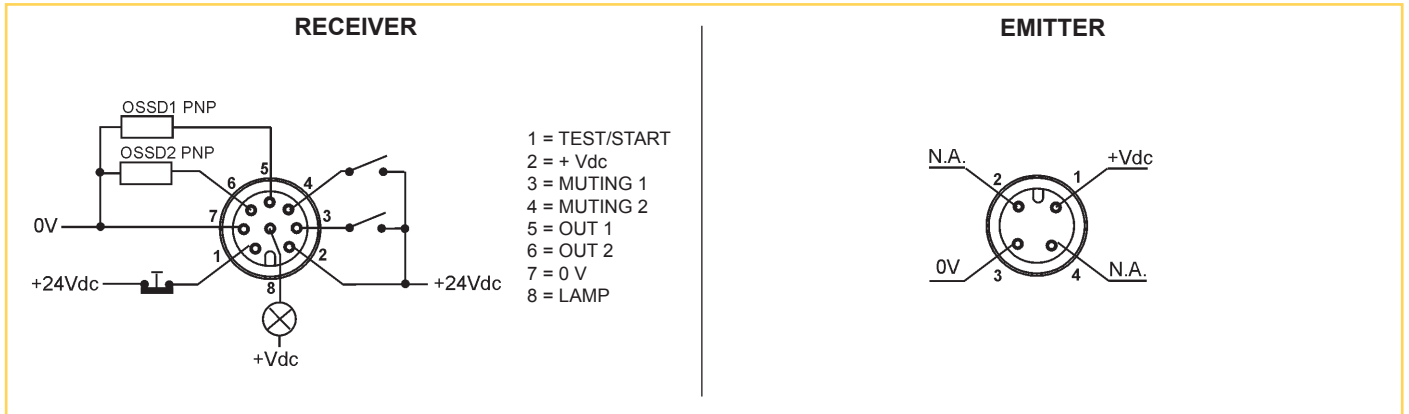 RECEIVER
OSSD1 PNP
OSSD2 PNP
5
6
4
7
3
0V
1
2
+24Vdc
+24Vdc
8
+Vdc
1 = TEST/START
2 = + Vdc
3 = MUTING 1
4 = MUTING 2
5 = OUT 1
6 = OUT 2
7 = 0 V
8 = LAMP
EMITTER
N.A.
+Vdc
2
1
0V
N.A.
3
4